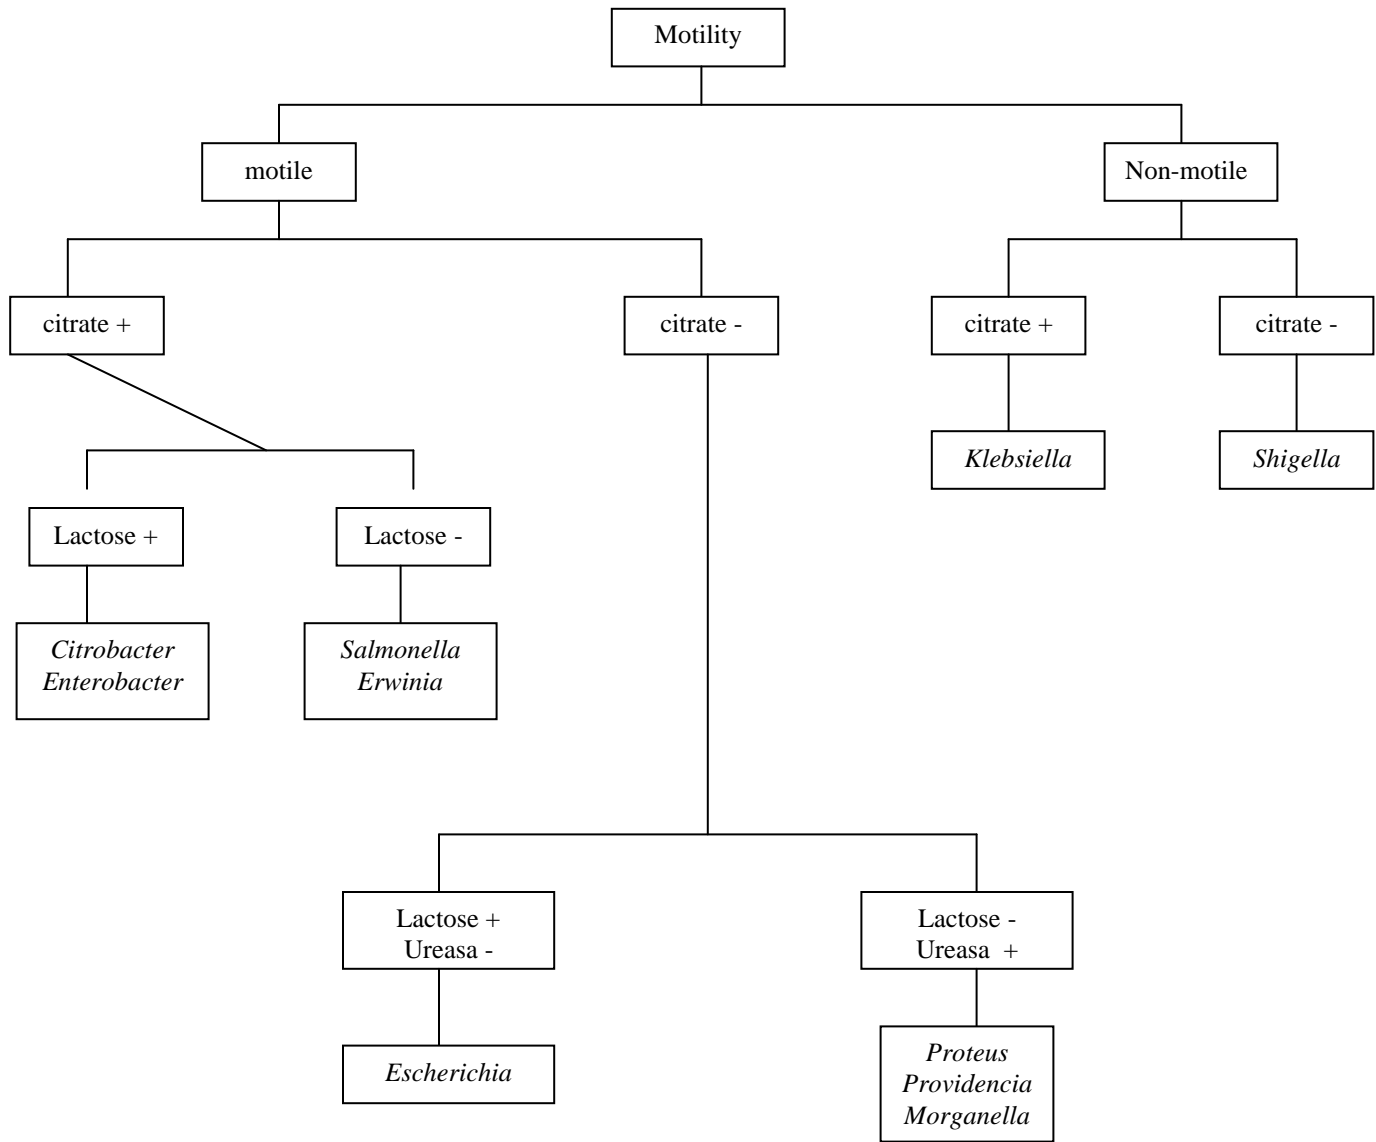 Motility
motile
Non-motile
citrate +
citrate -
citrate +
citrate -
Klebsiella
Shigella
Lactose +
Lactose -
Citrobacter
Enterobacter
Salmonella
Erwinia
Lactose +
Ureasa -
Lactose -
Ureasa +
Escherichia
Proteus
Providencia
Morganella